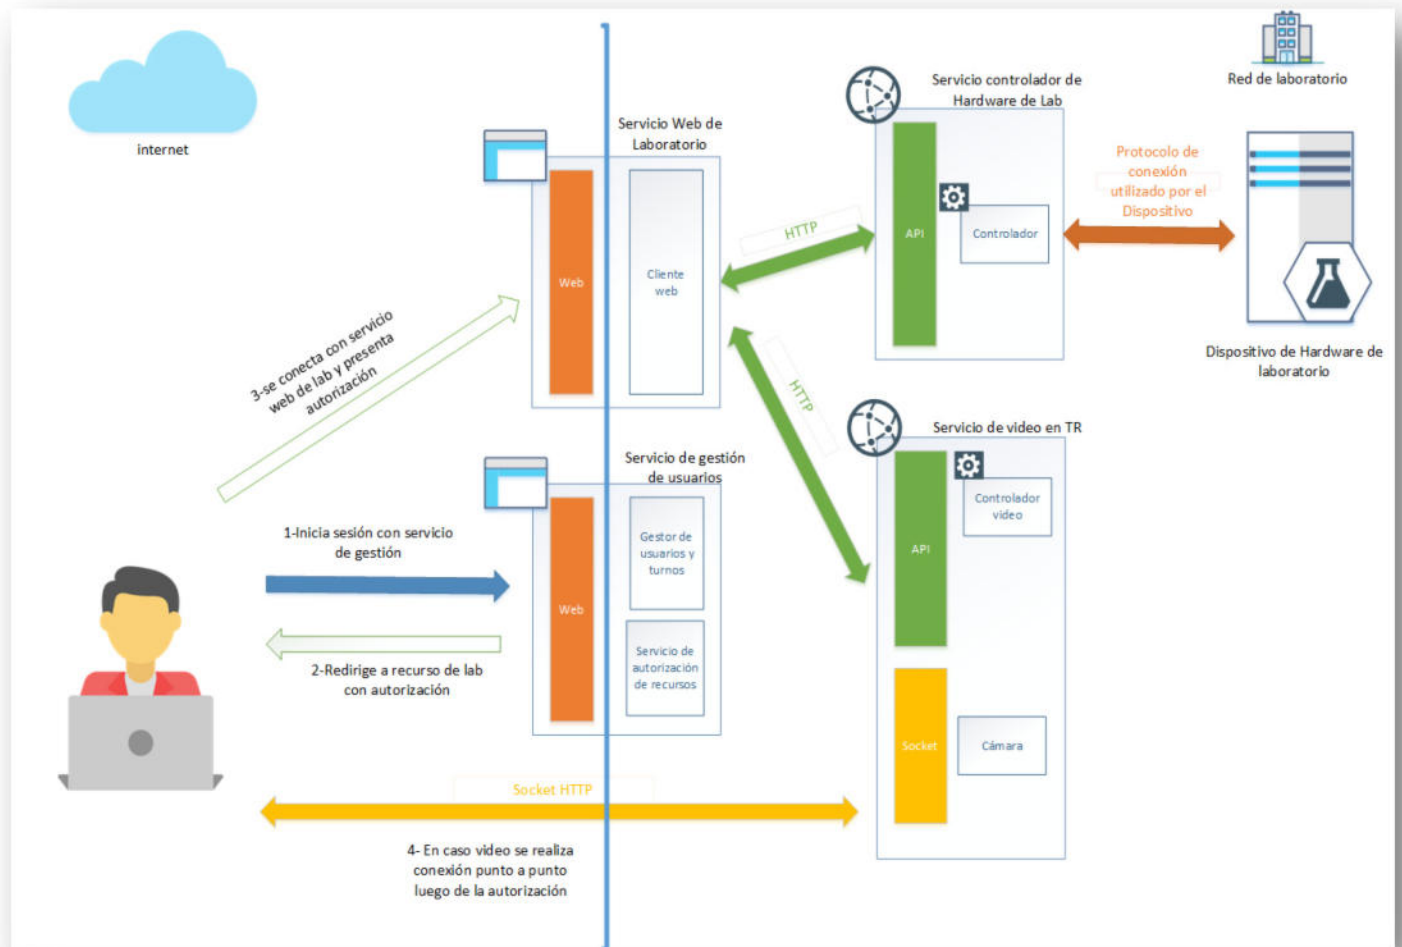 internet
Servicio Web de
Laboratorio
Web
Cliente
web
Servicio controlador de
Hardware de Lab
API
Controlador
HTTP
Protocolo de
conexión
utilizado por el
Dispositivo
Red de laboratorio
Dispositivo de Hardware de
laboratorio
3-se conecta con servicio
web de lab y presenta
autorización
HTTP
Servicio de video en TR
API
Controlador
video
Socket
Cámara
Servicio de gestión
de usuarios
Web
Gestor de
usuarios y
turnos
Servicio de
autorización
de recursos
1-Inicia sesión con servicio
de gestión
2-Redirige a recurso de lab
con autorización
Socket HTTP
4- En caso video se realiza
conexión punto a punto
luego de la autorización